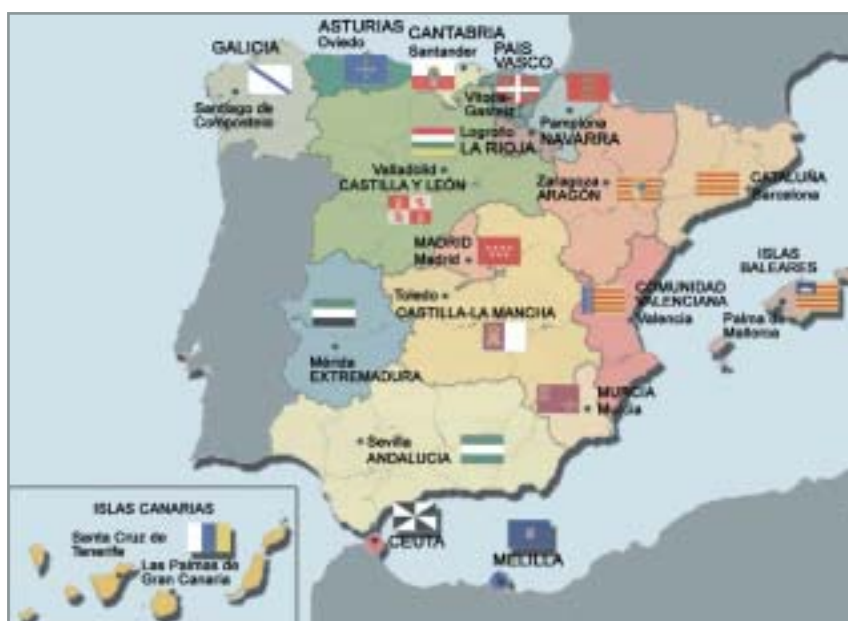 ASTURIAS
Oviedo
CANTABRIA
Santander
PAIS
VASCO
Vitoria-
Gasteiz
GALICIA
Santiago de
Compostela
Pamplona
NAVARRA
Logroño
LA RIOJA
Valladolid
CASTILLA Y LEÓN
Zaragoza
ARAGÓN
CATALUÑA
Barcelona
MADRID
Madrid
ISLAS
BALEARES
Palma de
Mallorca
Toledo
CASTILLA-LA MANCHA
COMUNIDAD
VALENCIANA
Valencia
Mérida
EXTREMADURA
MURCIA
Murcia
Sevilla
ANDALUCIA
ISLAS CANARIAS
Santa Cruz de
Tenerife
Las Palmas de
Gran Canaria
CEUTA
MELILLA